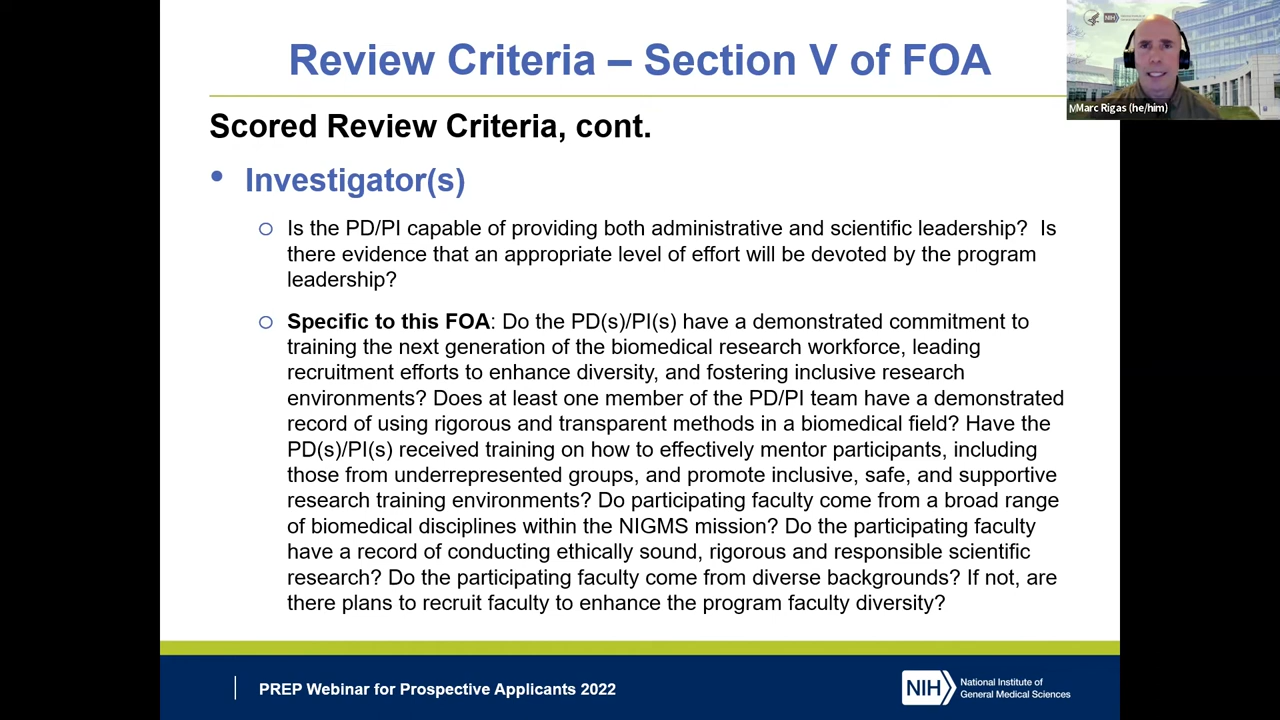 Review Criteria – Section V of FOA
Scored Review Criteria, cont.
• Investigator(s)
Is the PD/PI capable of providing both administrative and scientific leadership? Is
there evidence that an appropriate level of effort will be devoted by the program
leadership?
Specific to this FOA: Do the PD(s)/PI(s) have a demonstrated commitment to
training the next generation of the biomedical research workforce, leading
recruitment efforts to enhance diversity, and fostering inclusive research
environments? Does at least one member of the PD/PI team have a demonstrated
record of using rigorous and transparent methods in a biomedical field? Have the
PD(s)/PI(s) received training on how to effectively mentor participants, including
those from underrepresented groups, and promote inclusive, safe, and supportive
research training environments? Do participating faculty come from a broad range
of biomedical disciplines within the NIGMS mission? Do the participating faculty
have a record of conducting ethically sound, rigorous and responsible scientific
research? Do the participating faculty come from diverse backgrounds? If not, are
there plans to recruit faculty to enhance the program faculty diversity?
PREP Webinar for Prospective Applicants 2022
NIH
National Institute of
General Medical Sciences
NIH
Marc Rigas (he/him)